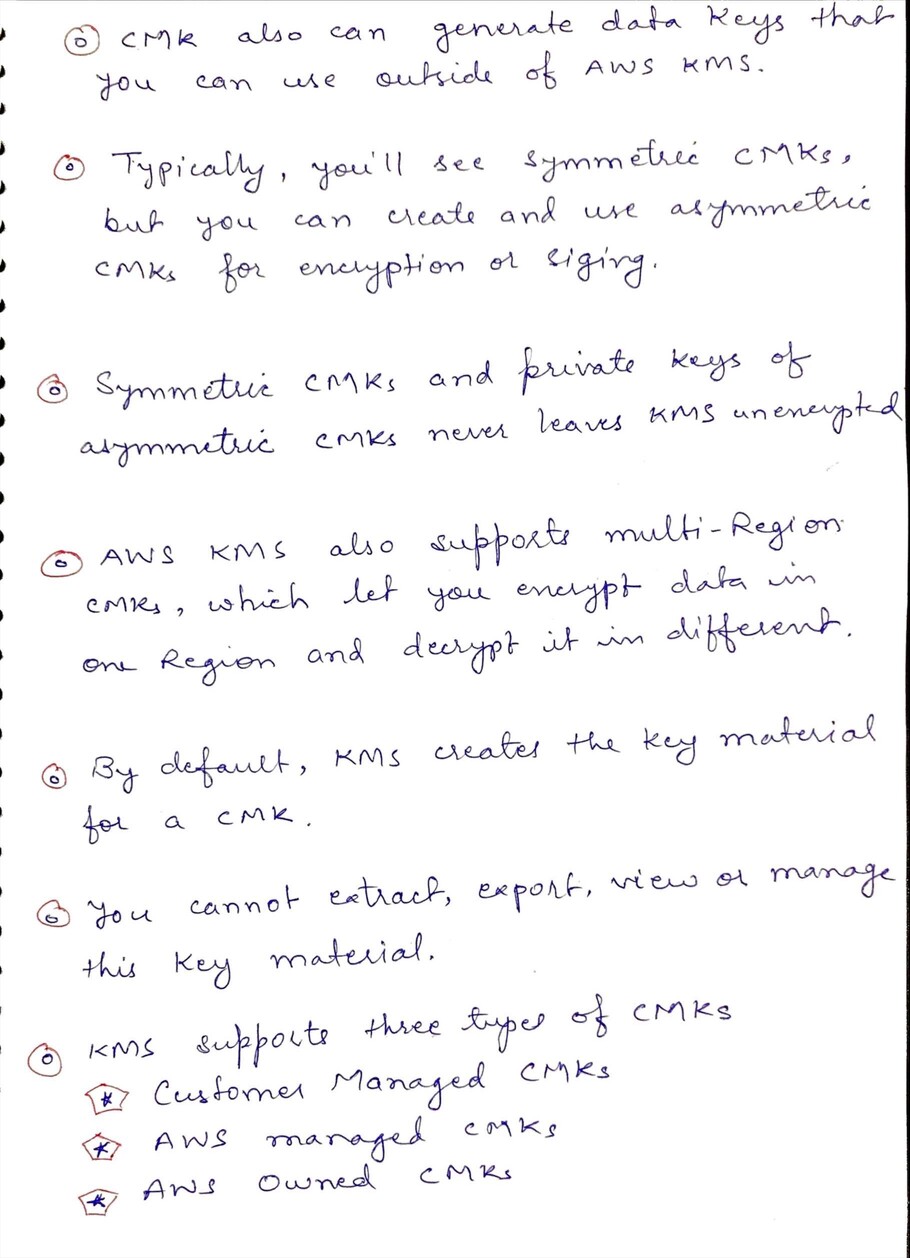 CMK also can generate data Keys that
you can use outside of AWS KMS.
Typically, you'll see symmetric CMKs,
but you can create and use asymmetric
CMKs for encryption or siging.
Symmetric CMKs and private keys of
asymmetric CMKs never leaves KMS unencrypted
AWS KMS also supports multi-Region
CMKs, which let you encrypt data in
one Region and decrypt it in different.
By default, KMS creates the key material
for a CMK.
You cannot extract, export, view or manage
this key material.
KMS supports three types of CMKs
Customer Managed CMKs
AWS managed CMKs
AWS Owned CMKs